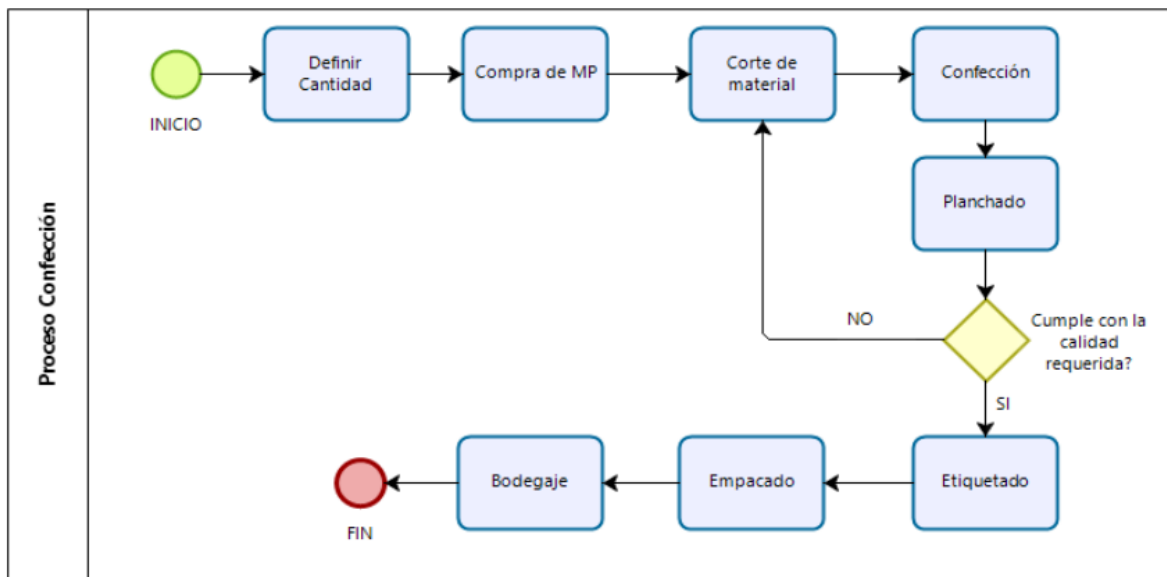 Proceso Confección
INICIO
Definir
Cantidad
Compra de MP
Corte de
material
Confección
Planchado
Cumple con la
calidad
requerida?
NO
SI
Etiquetado
Empacado
Bodegaje
FIN